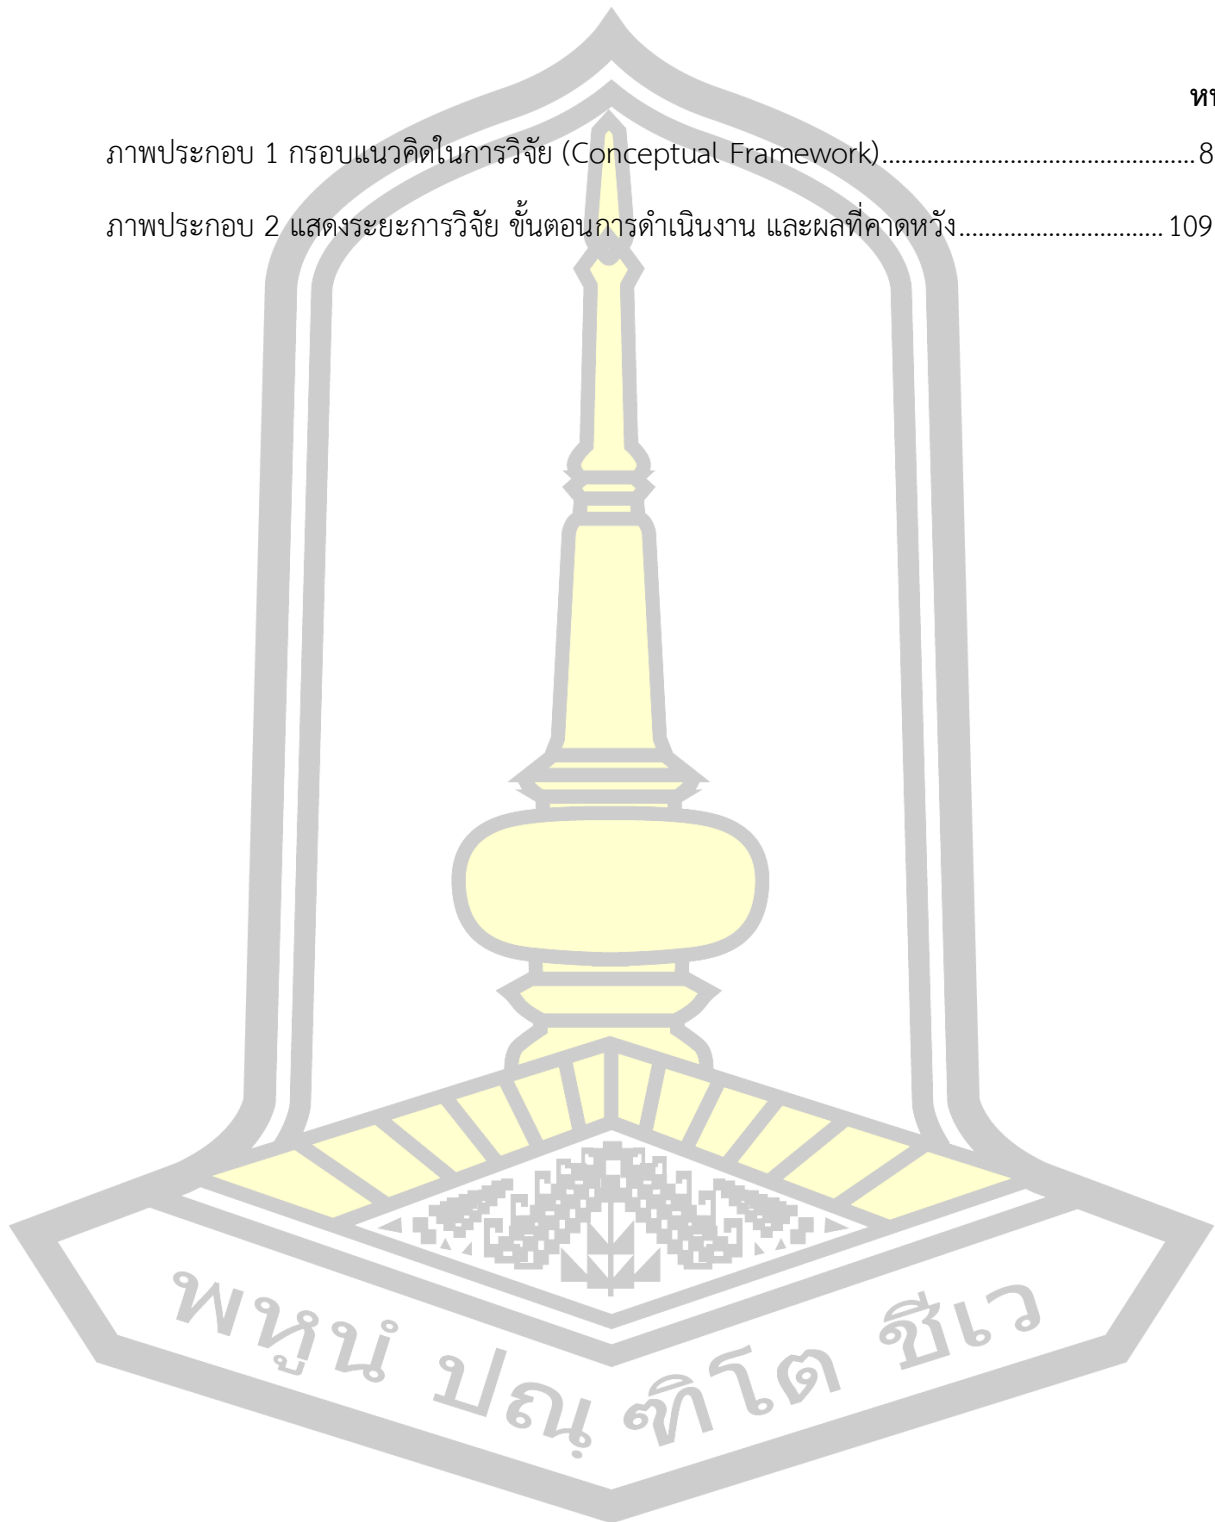 ภาพประกอบ 1 กรอบแนวคิดในการวิจัย (Conceptual Framework)................................................8
ภาพประกอบ 2 แสดงระยะการวิจัย ขั้นตอนการดำเนินงาน และผลที่คาดหวัง............................... 109
พหูนํ ปณฺฑิโต ชีเว